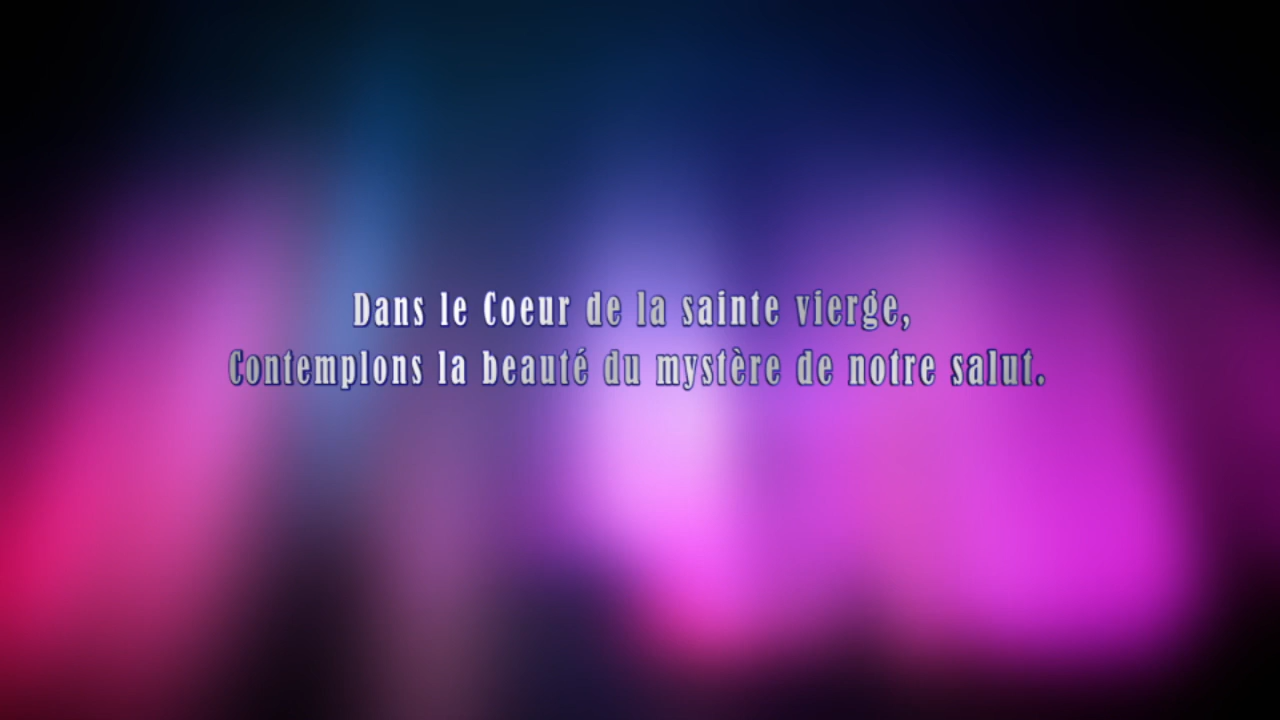 Dans le Coeur de la sainte vierge,
Contemplons la beauté du mystère de notre salut.